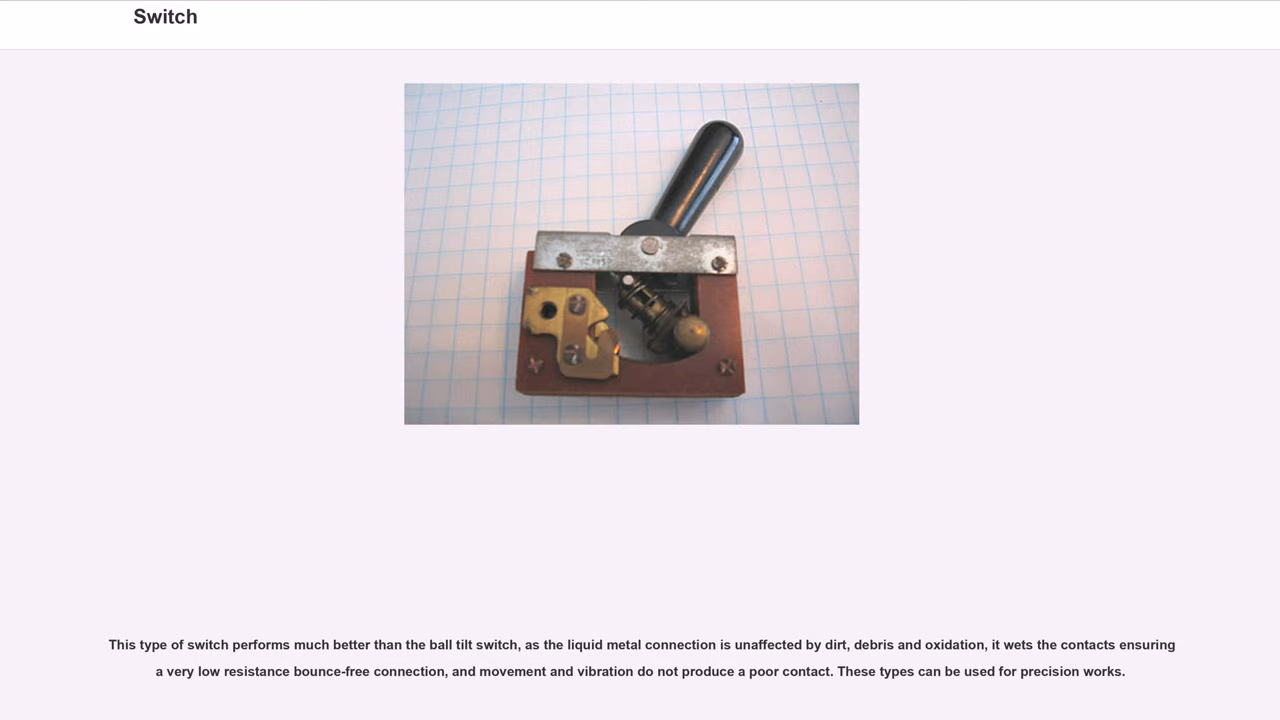 Switch
This type of switch performs much better than the ball tilt switch, as the liquid metal connection is unaffected by dirt, debris and oxidation, it wets the contacts ensuring
a very low resistance bounce-free connection, and movement and vibration do not produce a poor contact. These types can be used for precision works.